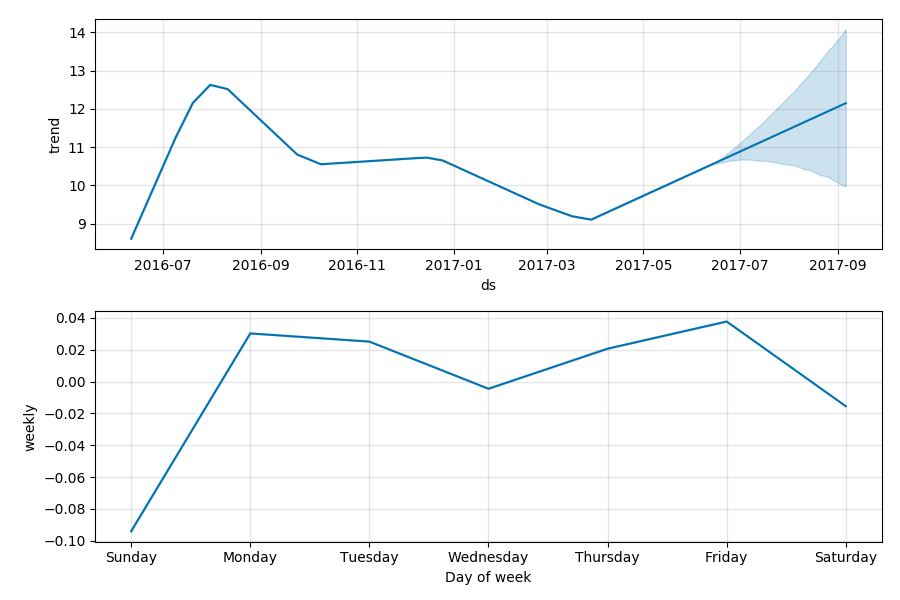 14
13
12
11
10
9
trend
2016-07 2016-09 2016-11 2017-01 2017-03 2017-05 2017-07 2017-09
ds
0.04
0.02
0.00
−0.02
−0.04
−0.06
−0.08
−0.10
weekly
Sunday Monday Tuesday Wednesday Thursday Friday Saturday
Day of week